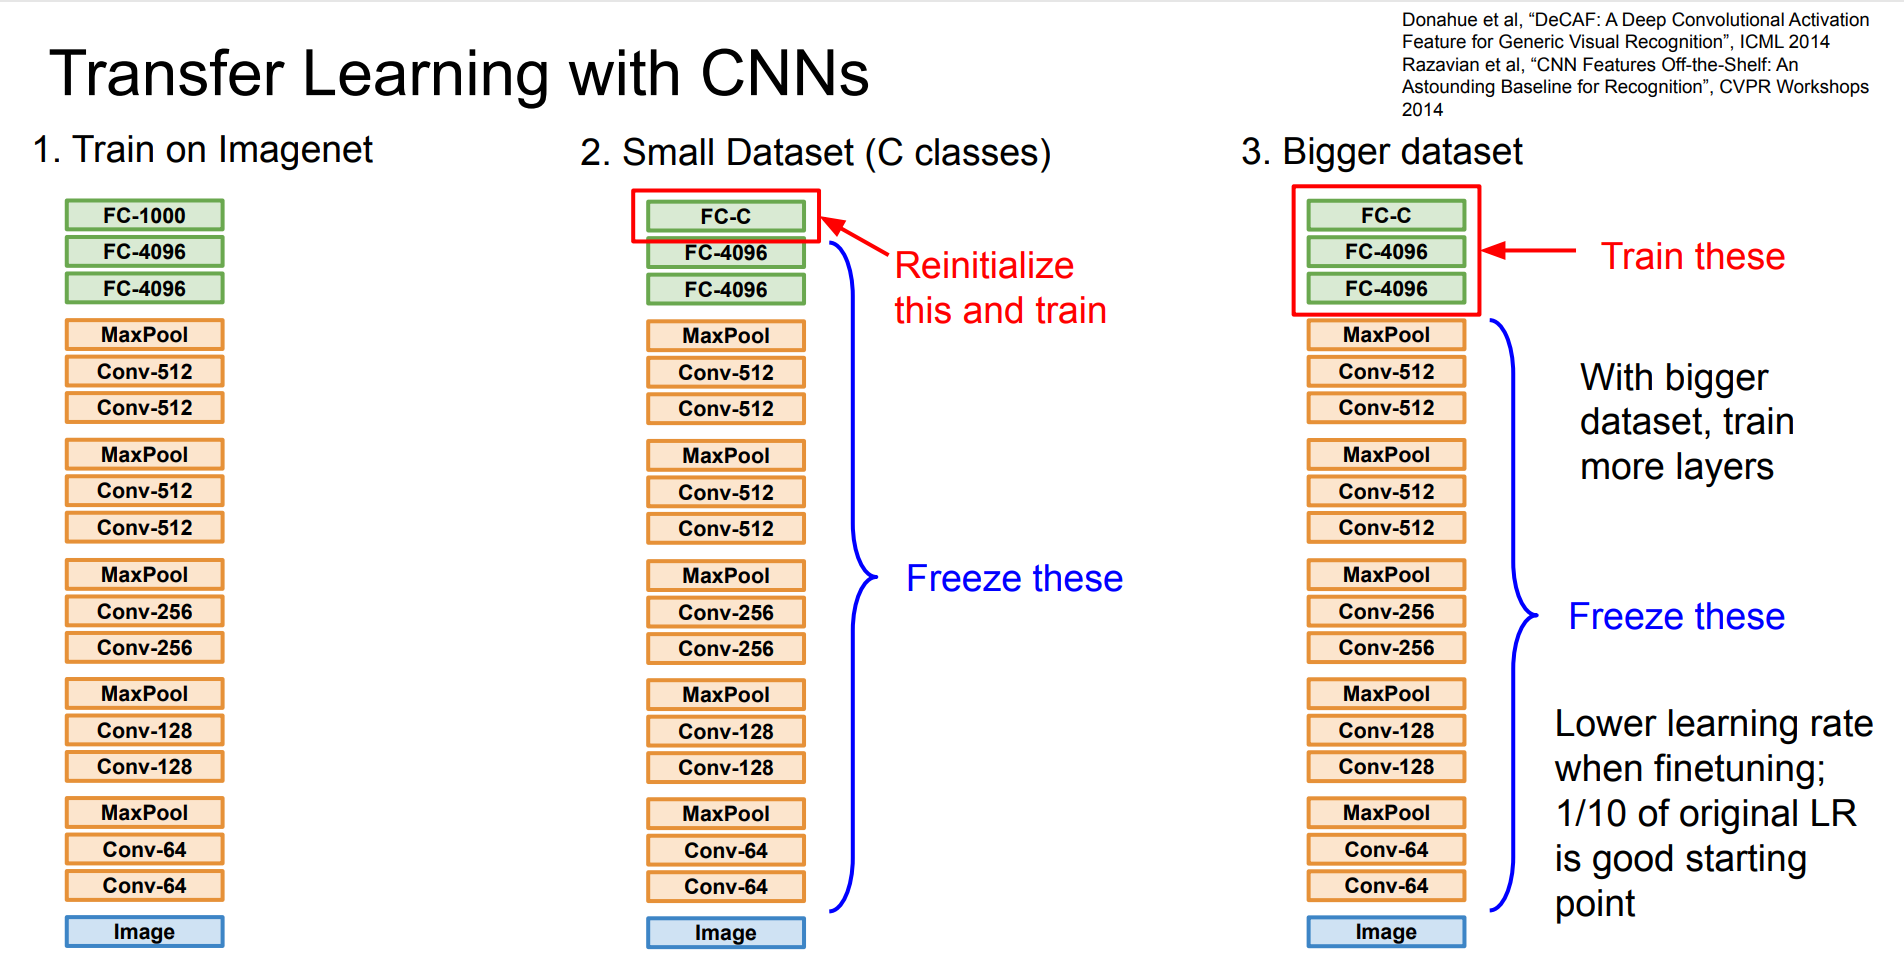 Donahue et al, “DeCAF: A Deep Convolutional Activation
Feature for Generic Visual Recognition”, ICML 2014
Razavian et al, “CNN Features Off-the-Shelf: An
Astounding Baseline for Recognition”, CVPR Workshops
2014
Transfer Learning with CNNs
1. Train on Imagenet
FC-1000
FC-4096
FC-4096
MaxPool
Conv-512
Conv-512
MaxPool
Conv-512
Conv-512
MaxPool
Conv-256
Conv-256
MaxPool
Conv-128
Conv-128
MaxPool
Conv-64
Conv-64
Image
2. Small Dataset (C classes)
FC-C
FC-4096
FC-4096
MaxPool
Conv-512
Conv-512
MaxPool
Conv-512
Conv-512
MaxPool
Conv-256
Conv-256
MaxPool
Conv-128
Conv-128
MaxPool
Conv-64
Conv-64
Image
Reinitialize
this and train
Freeze these
3. Bigger dataset
FC-C
FC-4096
FC-4096
MaxPool
Conv-512
Conv-512
MaxPool
Conv-512
Conv-512
MaxPool
Conv-256
Conv-256
MaxPool
Conv-128
Conv-128
MaxPool
Conv-64
Conv-64
Image
Train these
With bigger
dataset, train
more layers
Freeze these
Lower learning rate
when finetuning;
1/10 of original LR
is good starting
point